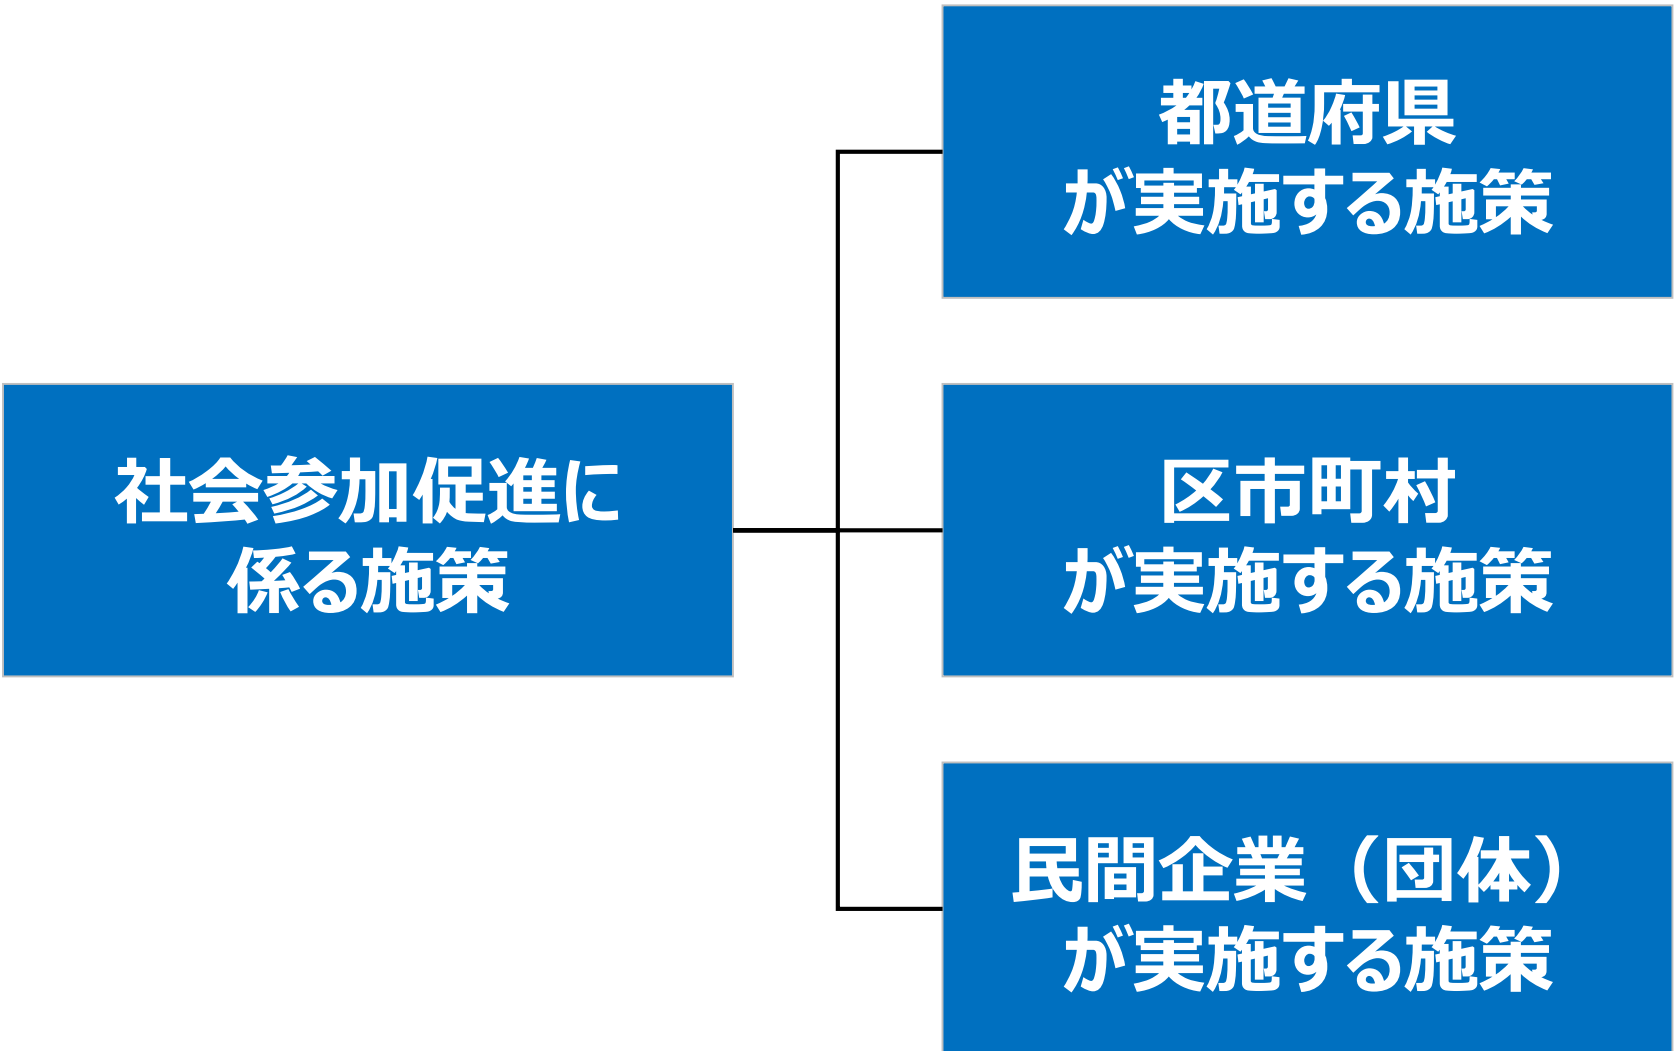 都道府県
が実施する施策
社会参加促進に
係る施策
区市町村
が実施する施策
民間企業（団体）
が実施する施策